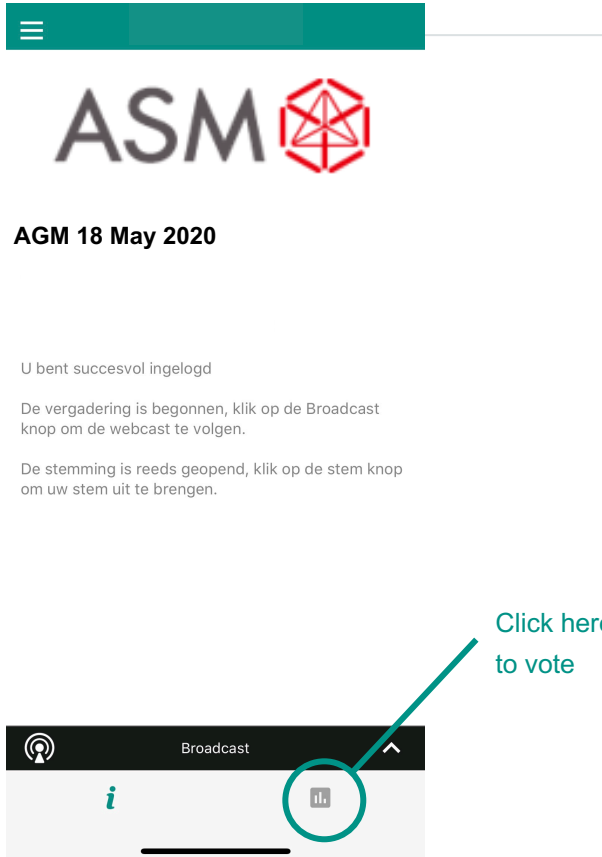 ASM
AGM 18 May 2020
U bent succesvol ingelogd
De vergadering is begonnen, klik op de Broadcast
knop om de webcast te volgen.
De stemming is reeds geopend, klik op de stem knop
om uw stem uit te brengen.
Click here
to vote
Broadcast
i